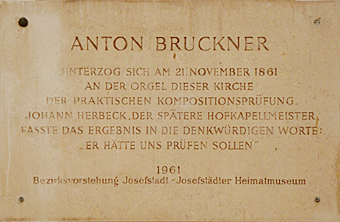 ANTON BRUCKNER
UNTERZOG SICH AM 21. NOVEMBER 1861
AN DER ORGEL DIESER KIRCHE
DER PRAKTISCHEN KOMPOSITIONSPRÜFUNG.
JOHANN HERBECK, DER SPÄTERE HOFKAPELLMEISTER,
FASSTE DAS ERGEBNIS IN DIE DENKWÜRDIGEN WORTE:
„ER HÄTTE UNS PRÜFEN SOLLEN"
1961
Bezirksvorstehung Josefstadt - Josefstädter Heimatmuseum